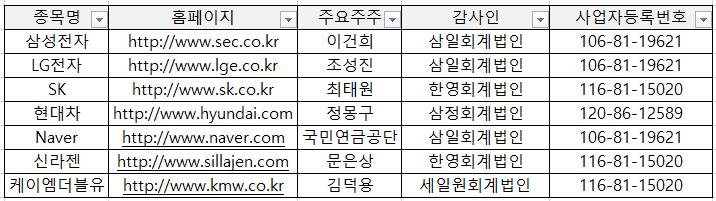 종목명 홈페이지 주요주주 감사인 사업자등록번호
삼성전자 http://www.sec.co.kr 이건희 삼일회계법인 106-81-19621
LG전자 http://www.lge.co.kr 조성진 삼일회계법인 106-81-19621
SK http://www.sk.co.kr 최태원 한영회계법인 116-81-15020
현대차 http://www.hyundai.com 정몽구 삼정회계법인 120-86-12589
Naver http://www.naver.com 국민연금공단 삼일회계법인 106-81-19621
신라젠 http://www.sillajen.com 문은상 한영회계법인 116-81-15020
케이엠더블유 http://www.kmw.co.kr 김덕용 세일원회계법인 116-81-15020